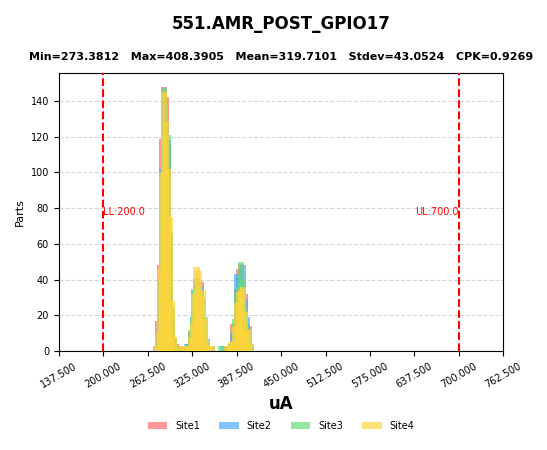 551.AMR_POST_GPIO17
Min=273.3812 Max=408.3905 Mean=319.7101 Stdev=43.0524 CPK=0.9269
140
120
100
80
60
40
20
0
Parts
LL:200.0
UL:700.0
137.500 200.000 262.500 325.000 387.500 450.000 512.500 575.000 637.500 700.000 762.500
uA
Site1 Site2 Site3 Site4